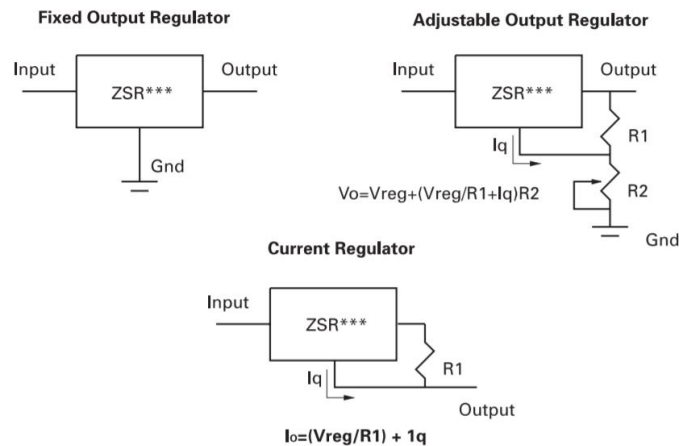 Fixed Output Regulator
Input
ZSR***
Output
Gnd
Adjustable Output Regulator
Input
ZSR***
Output
Iq
R1
Vo=Vreg+(Vreg/R1+Iq)R2
R2
Gnd
Current Regulator
Input
ZSR***
Iq
R1
Output
Io=(Vreg/R1) + 1q